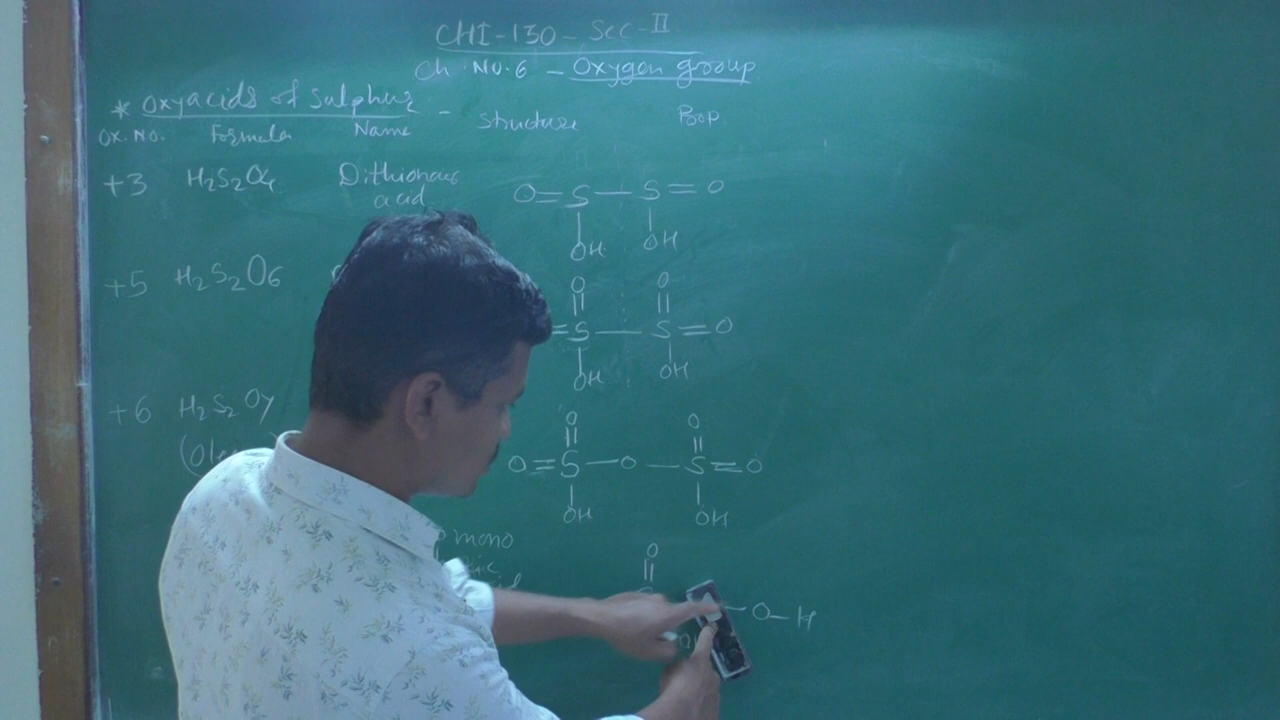 CHI-130 - Sec-II
Ch. No. 6 - Oxygen group
* Oxyacids of Sulphur -
Ox. No. Formula Name Structure Bop
+3 H2S2O4 Dithionous acid
O=S-S=O
OH OH
+5 H2S2O6
O O
=S-S=O
OH OH
+6 H2S2O7
O O
O=S-O-S=O
OH OH
mono
O
O-H